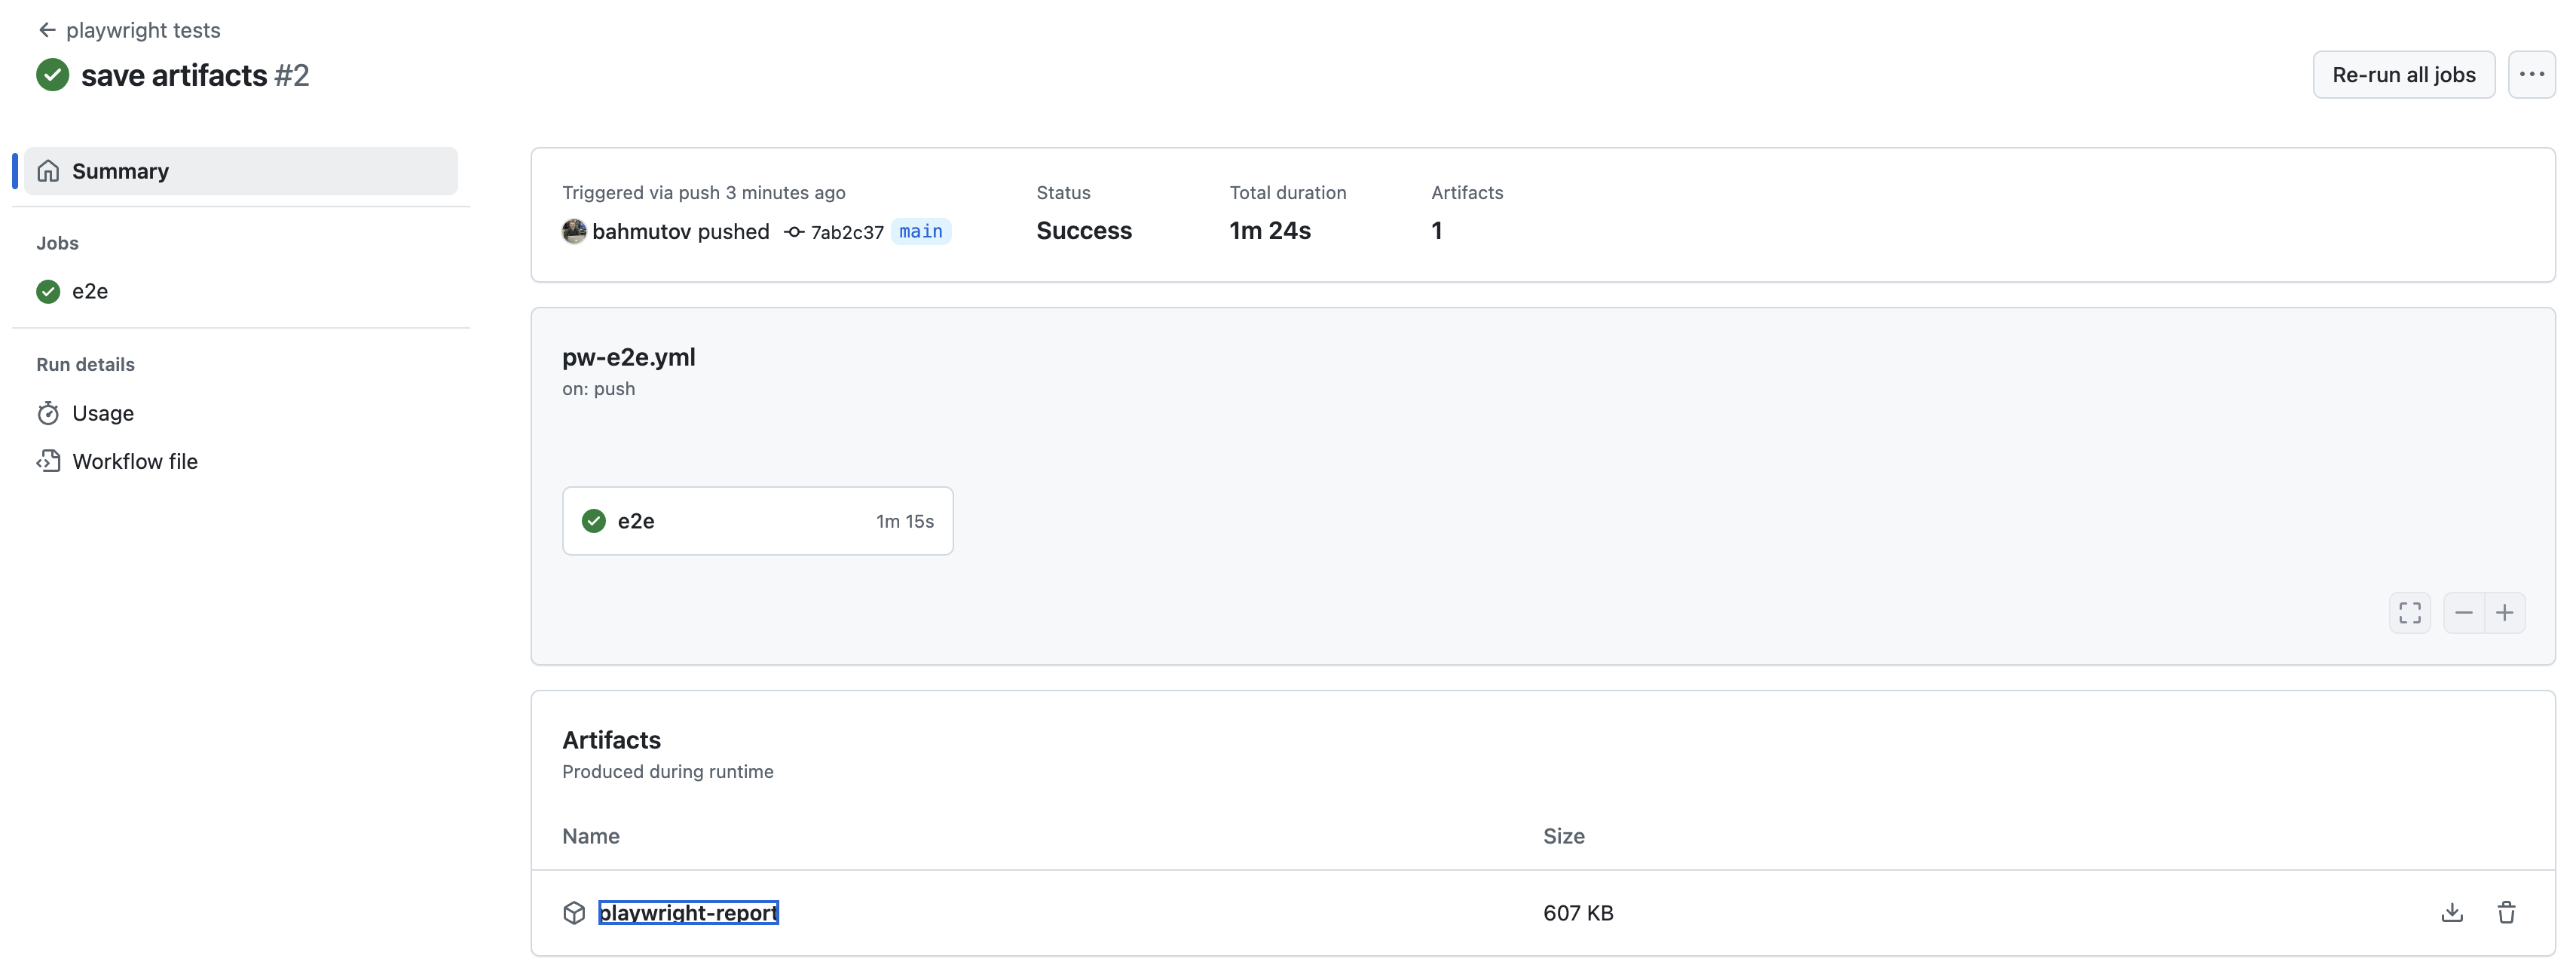 playwright tests
save artifacts #2
Re-run all jobs
Summary
Jobs
e2e
Run details
Usage
Workflow file
Triggered via push 3 minutes ago
bahmutov pushed 7ab2c37 main
Status
Success
Total duration
1m 24s
Artifacts
1
pw-e2e.yml
on: push
e2e 1m 15s
Artifacts
Produced during runtime
Name Size
playwright-report 607 KB